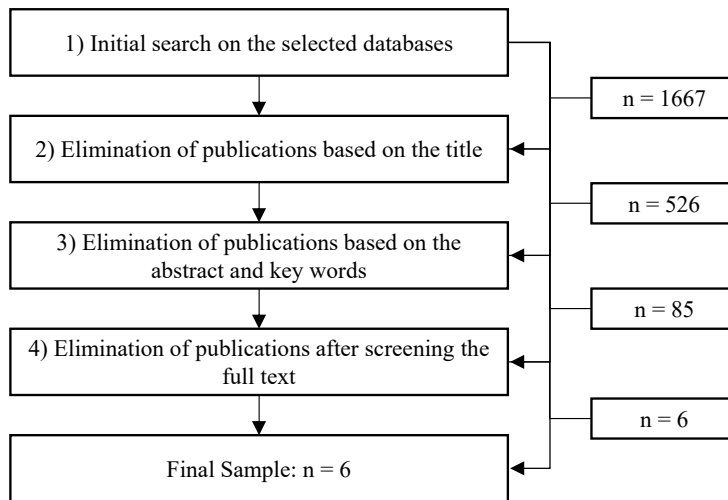 1) Initial search on the selected databases
n = 1667
2) Elimination of publications based on the title
n = 526
3) Elimination of publications based on the
abstract and key words
n = 85
4) Elimination of publications after screening the
full text
n = 6
Final Sample: n = 6